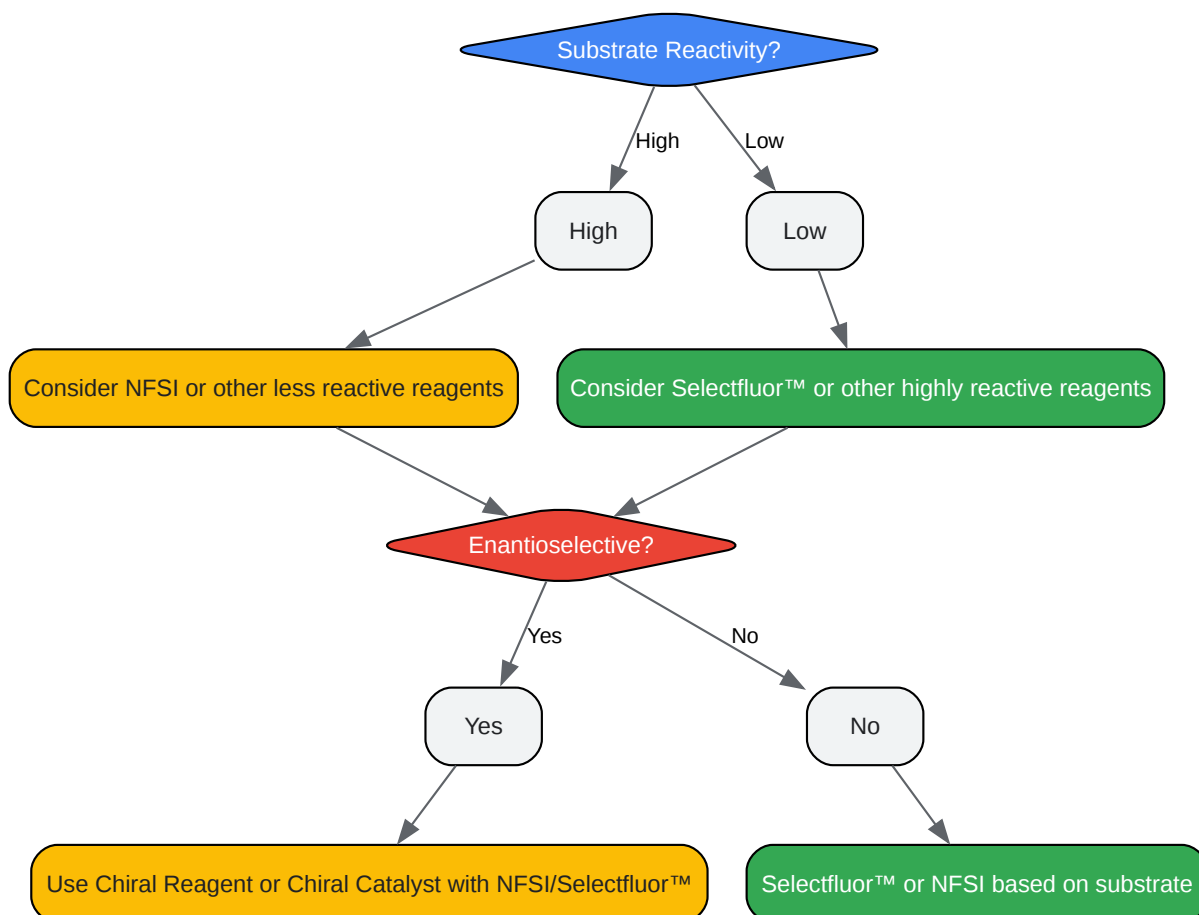 Substrate Reactivity?
High
Low
High
Low
Consider NFSI or other less reactive reagents
Consider Selectfluor™ or other highly reactive reagents
Enantioselective?
Yes
No
Yes
No
Use Chiral Reagent or Chiral Catalyst with NFSI/Selectfluor™
Selectfluor™ or NFSI based on substrate